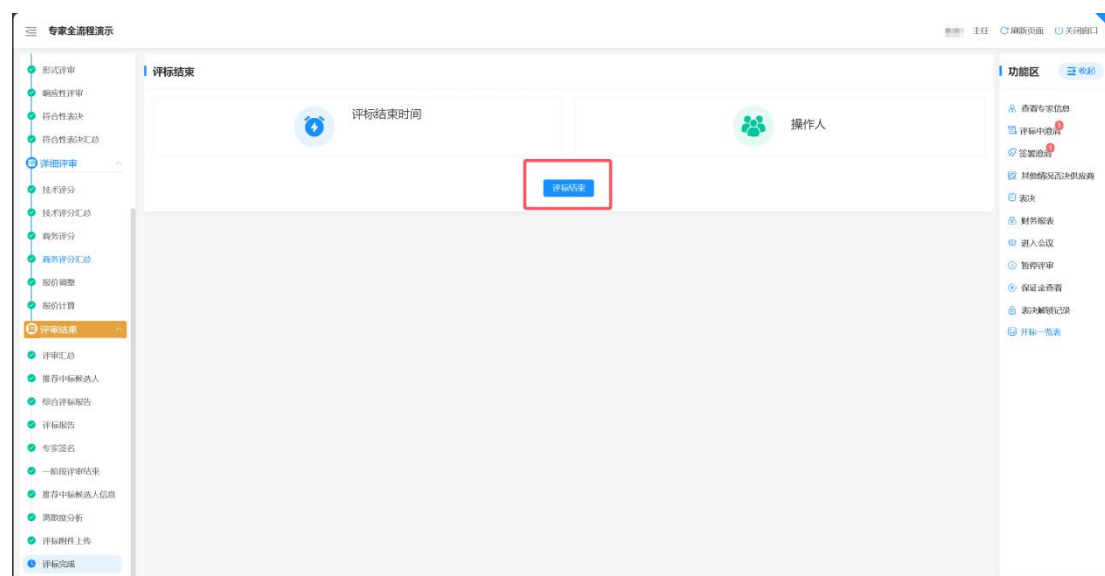 专家全流程演示
主任 刷新页面 关闭窗口
形式评审
响应性评审
符合性表决
符合性表决汇总
详细评审
技术评分
技术评分汇总
商务评分
商务评分汇总
报价调整
报价计算
评审结果
评审汇总
推荐中标候选人
综合评标报告
评标报告
专家签名
一阶段评审结束
推荐中标候选人信息
离散度分析
评标附件上传
评标完成
评标结束
评标结束时间
操作人
评标结束
功能区 收起
查看专家信息
评标中澄清 1
签署澄清 1
其他情况否决供应商
表决
财务报表
进入会议
暂停评审
保证金查看
表决解锁记录
开标一览表